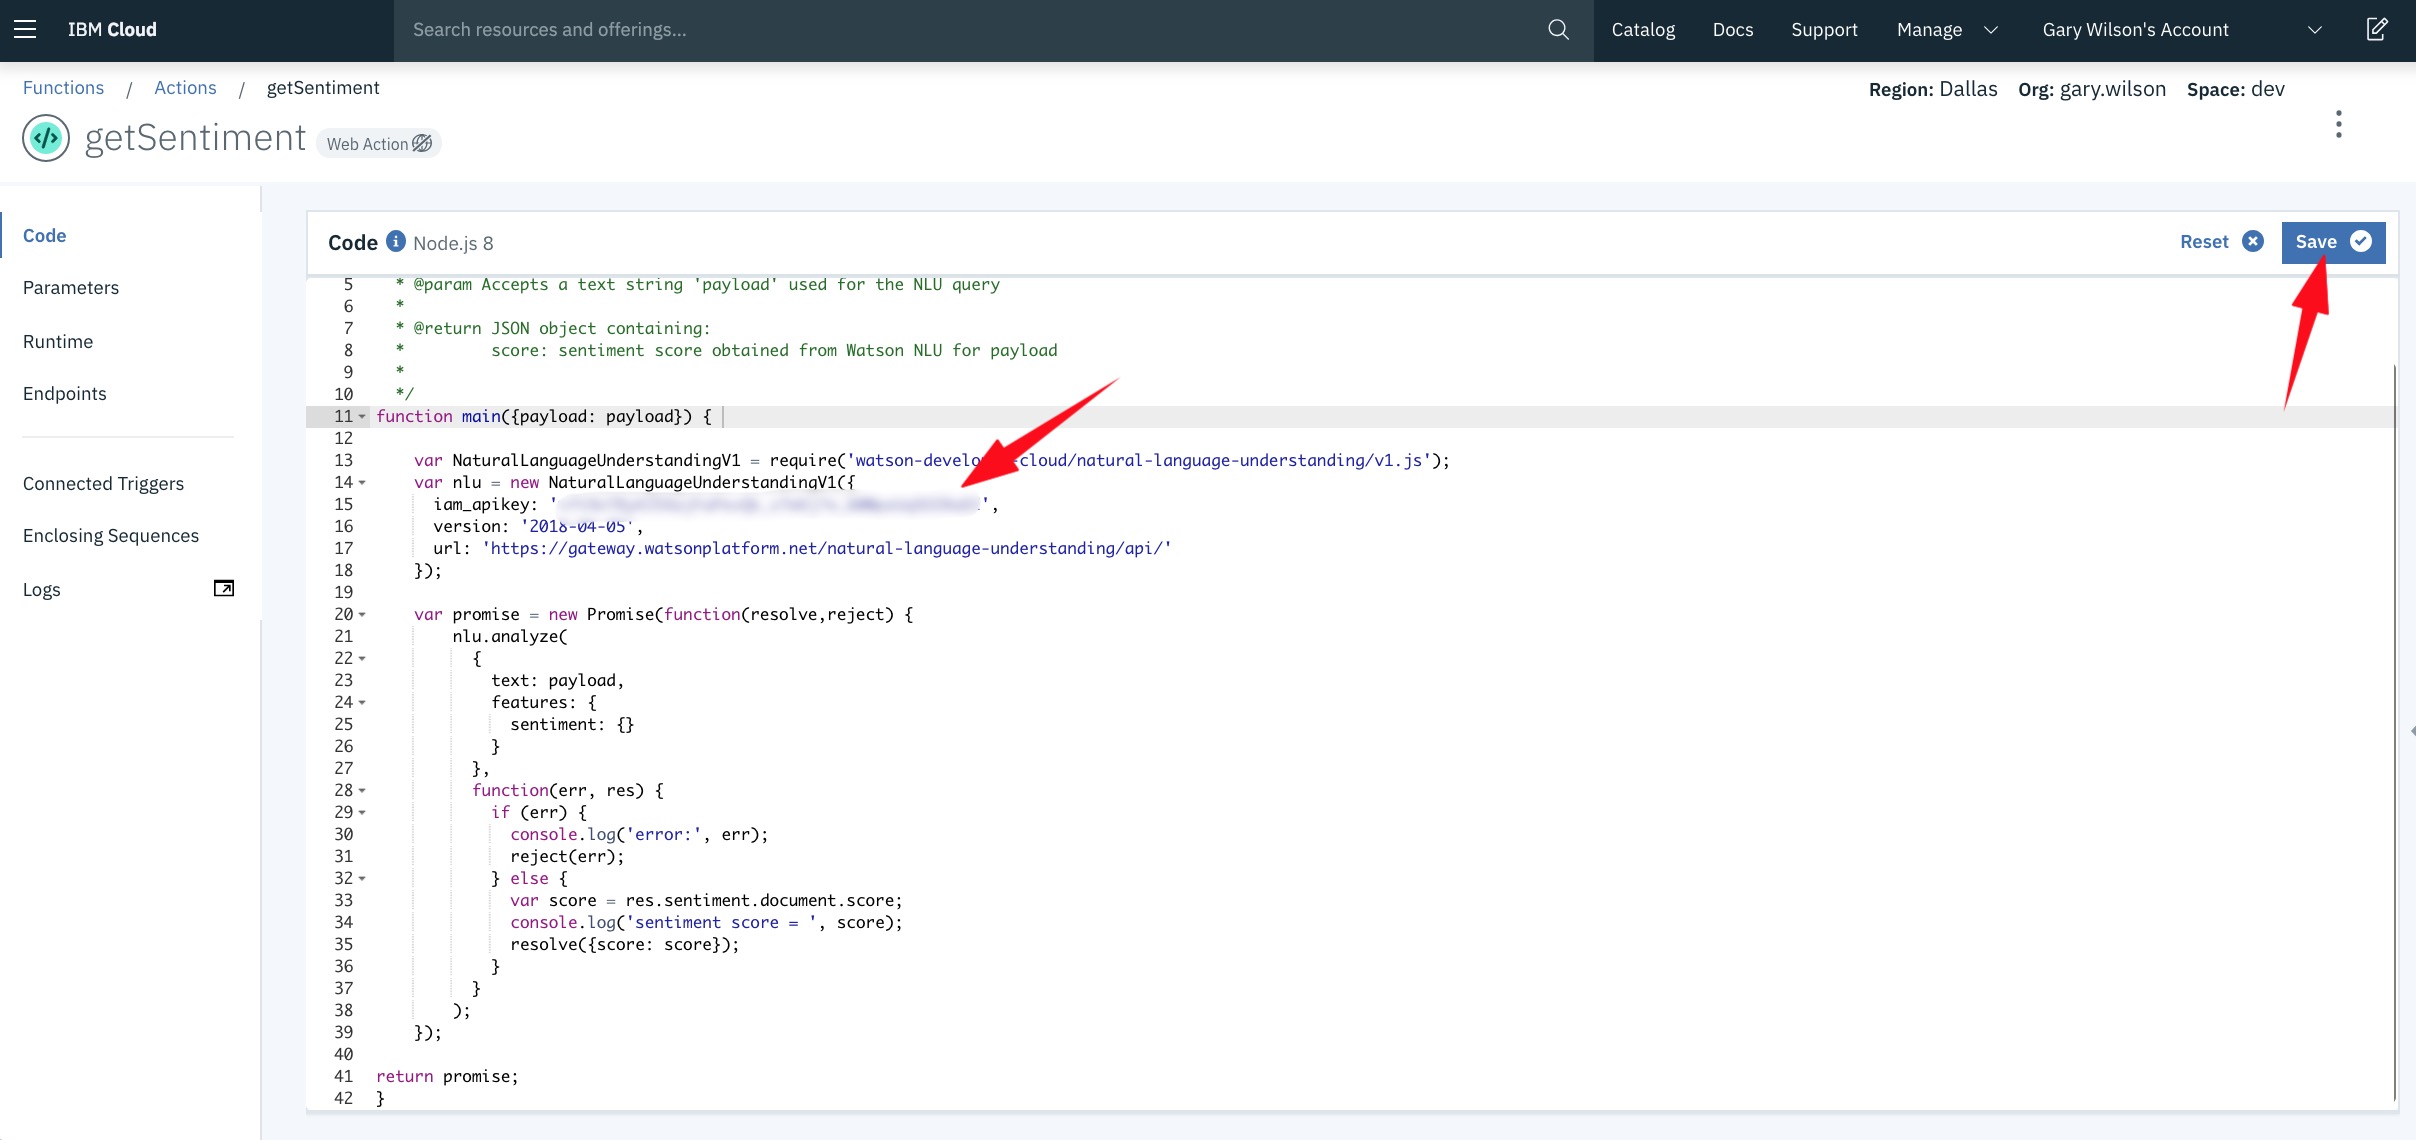 IBM Cloud
Search resources and offerings...
Catalog
Docs
Support
Manage
Gary Wilson's Account
Functions / Actions / getSentiment
Region: Dallas Org: gary.wilson Space: dev
getSentiment
Web Action
Code
Parameters
Runtime
Endpoints
Connected Triggers
Enclosing Sequences
Logs
Code Node.js 8
Reset
Save
5 * @param Accepts a text string 'payload' used for the NLU query
6 *
7 * @return JSON object containing:
8 * score: sentiment score obtained from Watson NLU for payload
9 *
10 */
11 function main({payload: payload}) {
12
13 var NaturalLanguageUnderstandingV1 = require('watson-develo cloud/natural-language-understanding/v1.js');
14 var nlu = new NaturalLanguageUnderstandingV1({
15 iam_apikey: ' ',
16 version: '2018-04-05',
17 url: 'https://gateway.watsonplatform.net/natural-language-understanding/api/'
18 });
19
20 var promise = new Promise(function(resolve,reject) {
21 nlu.analyze(
22 {
23 text: payload,
24 features: {
25 sentiment: {}
26 }
27 },
28 function(err, res) {
29 if (err) {
30 console.log('error:', err);
31 reject(err);
32 } else {
33 var score = res.sentiment.document.score;
34 console.log('sentiment score = ', score);
35 resolve({score: score});
36 }
37 }
38 );
39 });
40
41 return promise;
42 }